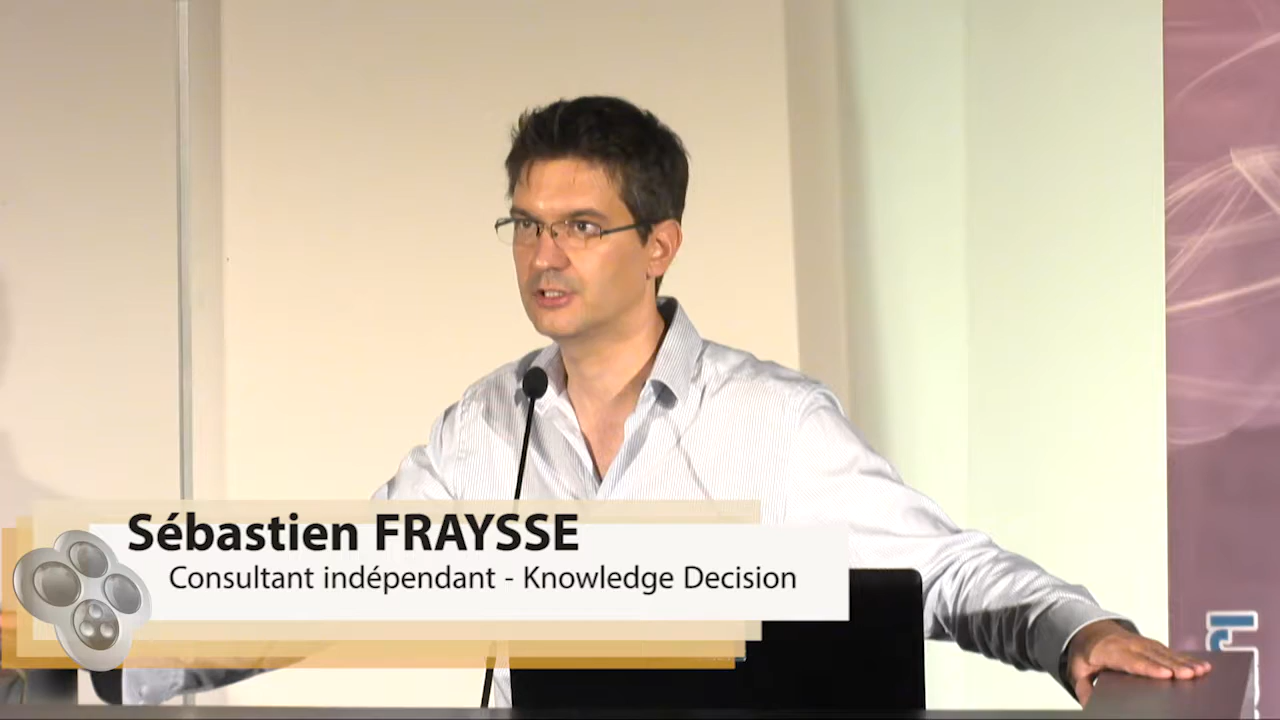 Sébastien FRAYSSE
Consultant indépendant - Knowledge Decision